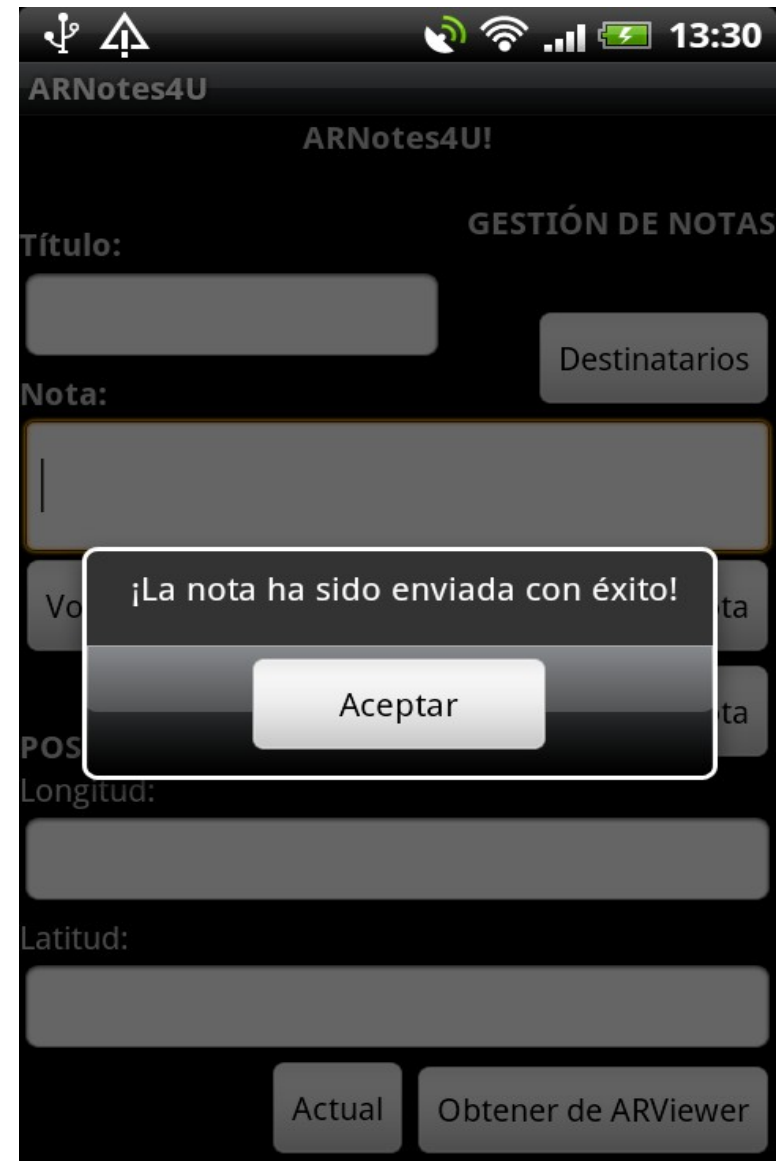 13:30
ARNotes4U
ARNotes4U!
GESTIÓN DE NOTAS
Título:
Destinatarios
Nota:
¡La nota ha sido enviada con éxito!
Aceptar
Longitud:
Latitud:
Actual
Obtener de ARViewer